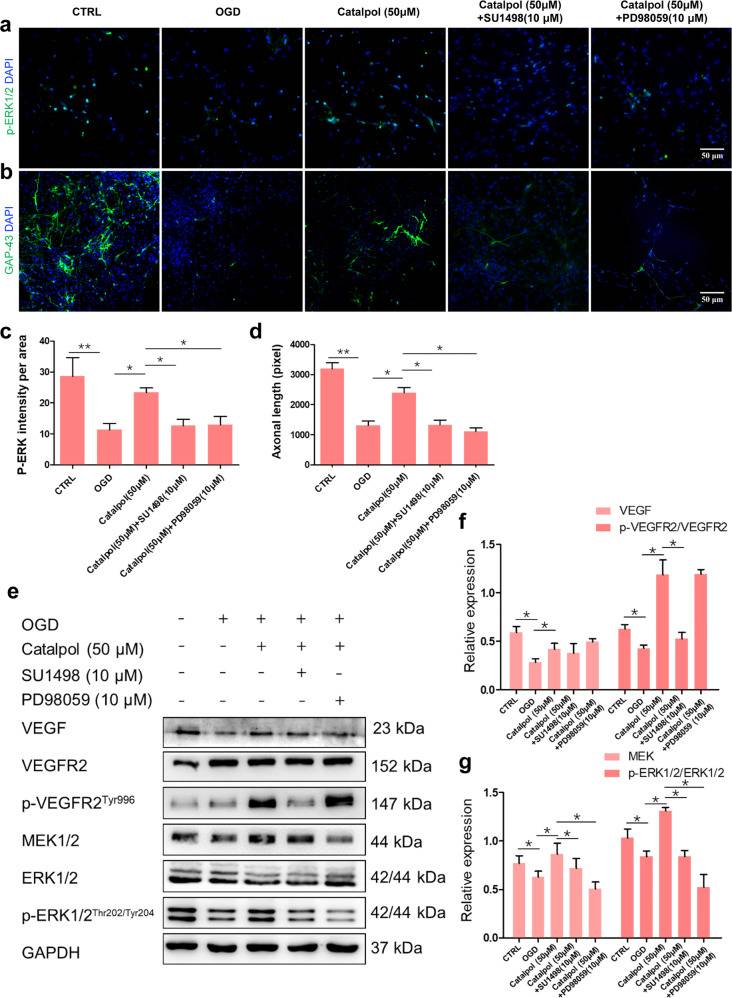 CTRL OGD Catalpol (50μM) Catalpol (50μM) Catalpol (50μM)
+SU1498(10 μM) +PD98059(10 μM)
a
p-ERK1/2 DAPI
50 μm
b
GAP-43 DAPI
50 μm
c
P-ERK intensity per area
40
30
20
10
0
** * * *
CTRL
OGD
Catalpol(50μM)
Catalpol(50μM)+SU1498(10μM)
Catalpol(50μM)+PD98059(10μM)
d
Axonal length (pixel)
4000
3000
2000
1000
0
** * * *
CTRL
OGD
Catalpol(50μM)
Catalpol(50μM)+SU1498(10μM)
Catalpol(50μM)+PD98059(10μM)
e
OGD - + + + +
Catalpol (50 μM) - - + + +
SU1498 (10 μM) - - - + -
PD98059 (10 μM) - - - - +
VEGF 23 kDa
VEGFR2 152 kDa
p-VEGFR2Tyr996 147 kDa
MEK1/2 44 kDa
ERK1/2 42/44 kDa
p-ERK1/2Thr202/Tyr204 42/44 kDa
GAPDH 37 kDa
f
VEGF
p-VEGFR2/VEGFR2
Relative expression
1.5
1.0
0.5
0.0
* * * * *
CTRL
OGD
Catalpol (50μM)
Catalpol (50μM)
+SU1498(10μM)
Catalpol (50μM)
+PD98059(10μM)
CTRL
OGD
Catalpol (50μM)
Catalpol (50μM)
+SU1498(10μM)
Catalpol (50μM)
+PD98059 (10 μM)
g
MEK
p-ERK1/2/ERK1/2
Relative expression
1.5
1.0
0.5
0.0
* * * * * * * *
CTRL
OGD
Catalpol (50μM)
Catalpol (50μM)
+SU1498(10μM)
Catalpol (50μM)
+PD98059(10μM)
CTRL
OGD
Catalpol (50μM)
Catalpol (50μM)
+SU1498(10μM)
Catalpol (50μM)
+PD98059(10μM)